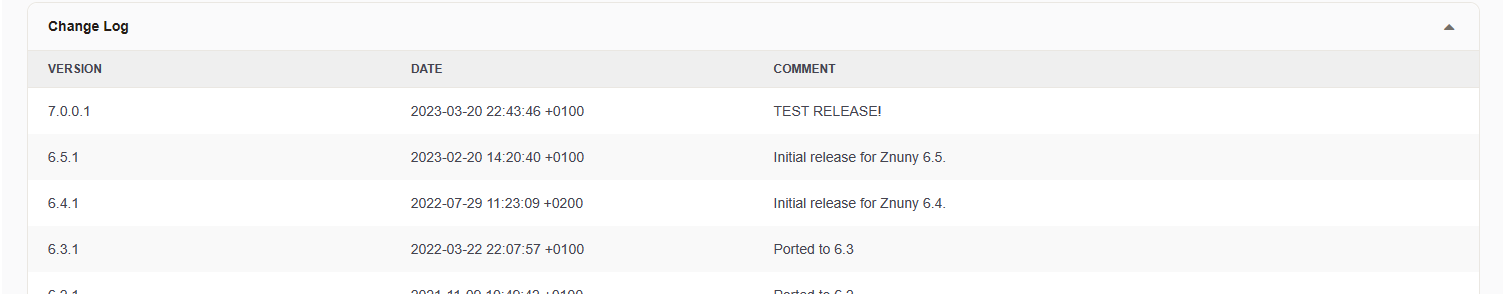 Change Log
VERSION DATE COMMENT
7.0.0.1 2023-03-20 22:43:46 +0100 TEST RELEASE!
6.5.1 2023-02-20 14:20:40 +0100 Initial release for Znuny 6.5.
6.4.1 2022-07-29 11:23:09 +0200 Initial release for Znuny 6.4.
6.3.1 2022-03-22 22:07:57 +0100 Ported to 6.3